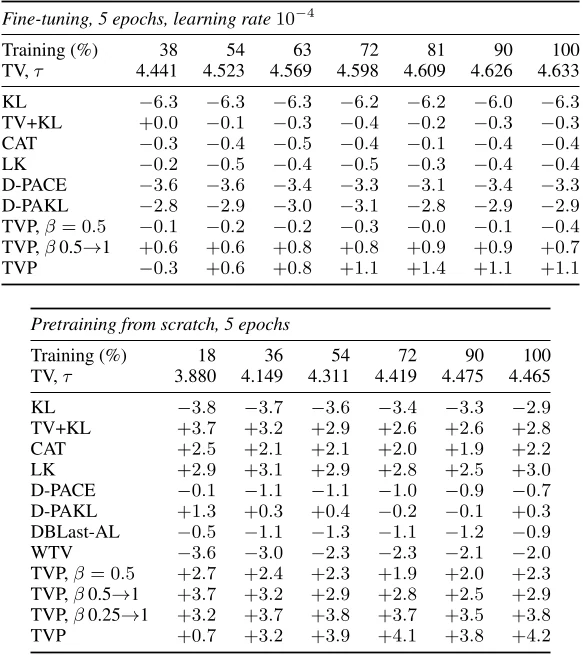 Fine-tuning, 5 epochs, learning rate 10⁻⁴
Training (%) 38 54 63 72 81 90 100
TV, τ 4.441 4.523 4.569 4.598 4.609 4.626 4.633
KL −6.3 −6.3 −6.3 −6.2 −6.2 −6.0 −6.3
TV+KL +0.0 −0.1 −0.3 −0.4 −0.2 −0.3 −0.3
CAT −0.3 −0.4 −0.5 −0.4 −0.1 −0.4 −0.4
LK −0.2 −0.5 −0.4 −0.5 −0.3 −0.4 −0.4
D-PACE −3.6 −3.6 −3.4 −3.3 −3.1 −3.4 −3.3
D-PAKL −2.8 −2.9 −3.0 −3.1 −2.8 −2.9 −2.9
TVP, β = 0.5 −0.1 −0.2 −0.2 −0.3 −0.0 −0.1 −0.4
TVP, β 0.5→1 +0.6 +0.6 +0.8 +0.8 +0.9 +0.9 +0.7
TVP −0.3 +0.6 +0.8 +1.1 +1.4 +1.1 +1.1
Pretraining from scratch, 5 epochs
Training (%) 18 36 54 72 90 100
TV, τ 3.880 4.149 4.311 4.419 4.475 4.465
KL −3.8 −3.7 −3.6 −3.4 −3.3 −2.9
TV+KL +3.7 +3.2 +2.9 +2.6 +2.6 +2.8
CAT +2.5 +2.1 +2.1 +2.0 +1.9 +2.2
LK +2.9 +3.1 +2.9 +2.8 +2.5 +3.0
D-PACE −0.1 −1.1 −1.1 −1.0 −0.9 −0.7
D-PAKL +1.3 +0.3 +0.4 −0.2 −0.1 +0.3
DBLast-AL −0.5 −1.1 −1.3 −1.1 −1.2 −0.9
WTV −3.6 −3.0 −2.3 −2.3 −2.1 −2.0
TVP, β = 0.5 +2.7 +2.4 +2.3 +1.9 +2.0 +2.3
TVP, β 0.5→1 +3.7 +3.2 +2.9 +2.8 +2.5 +2.9
TVP, β 0.25→1 +3.2 +3.7 +3.8 +3.7 +3.5 +3.8
TVP +0.7 +3.2 +3.9 +4.1 +3.8 +4.2